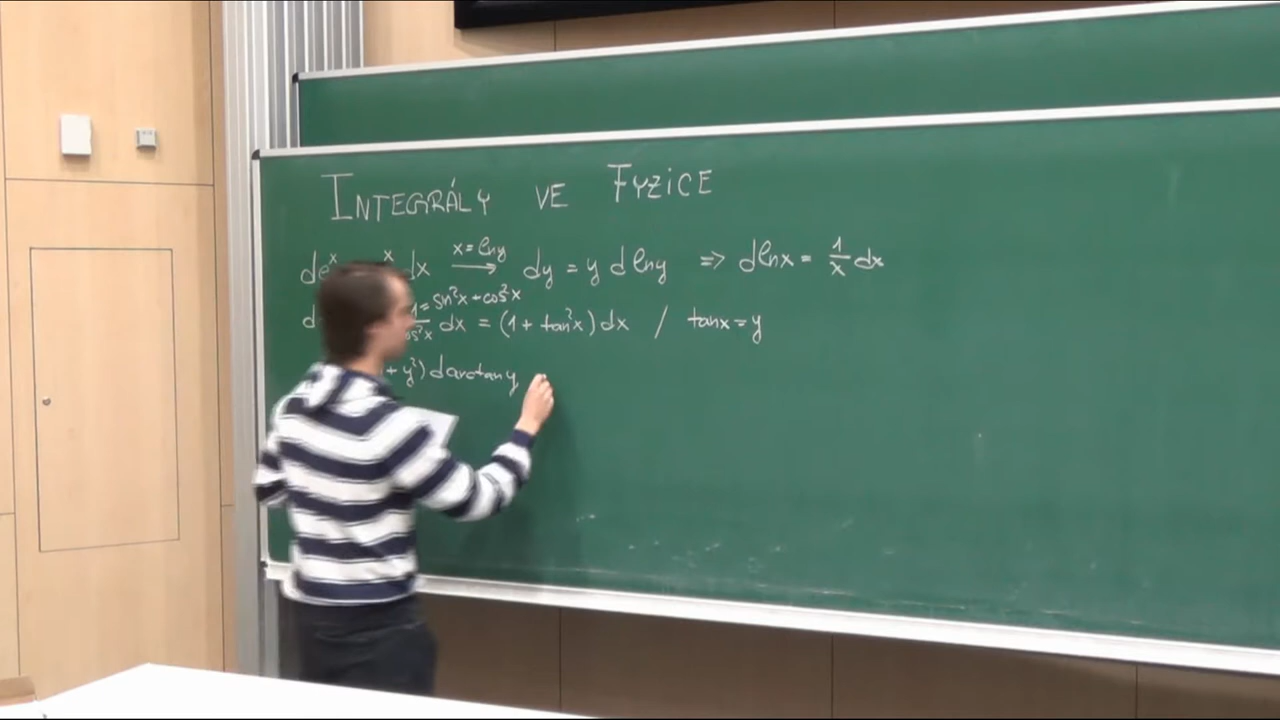 INTEGRÁLY VE FYZICE
de^x x dx x = lny → dy = y d lny ⇒ d lnx = 1/x dx
1 = sin²x + cos²x
d cos²x dx = (1 + tan²x) dx / tanx = y
+ y²) d arctan y